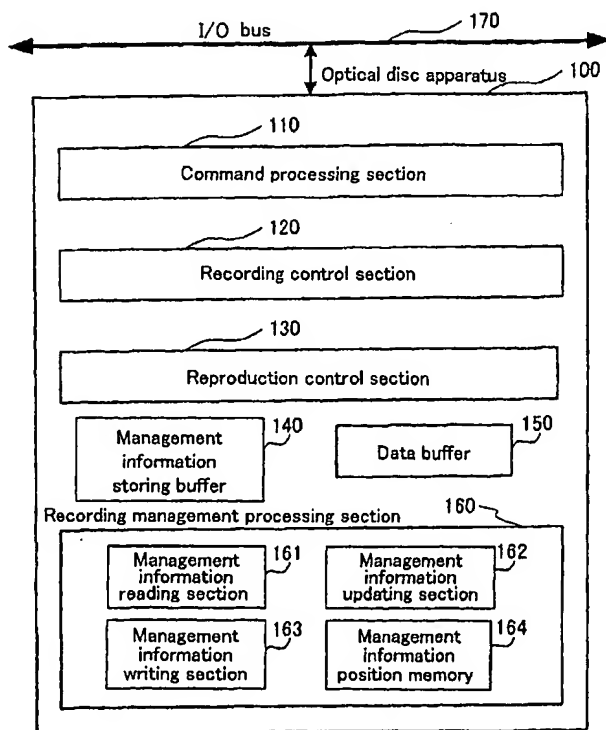 I/O bus
170
Optical disc apparatus
100
110
Command processing section
120
Recording control section
130
Reproduction control section
140
Management
information
storing buffer
150
Data buffer
Recording management processing section
160
161
Management
information
reading section
162
Management
information
updating section
163
Management
information
writing section
164
Management
information
position memory